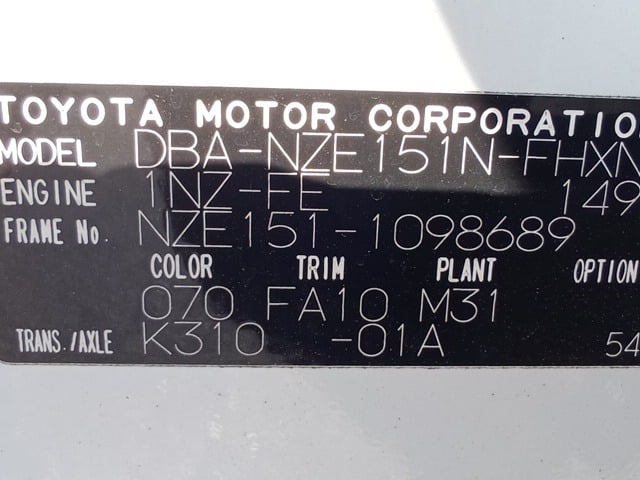 TOYOTA MOTOR CORPORATIO
MODEL DBA-NZE151N-FHXN
ENGINE 1NZ-FE 149
FRAME No. NZE151-1098689
COLOR TRIM PLANT OPTION
070 FA10 M31
TRANS./AXLE K310 -01A 54